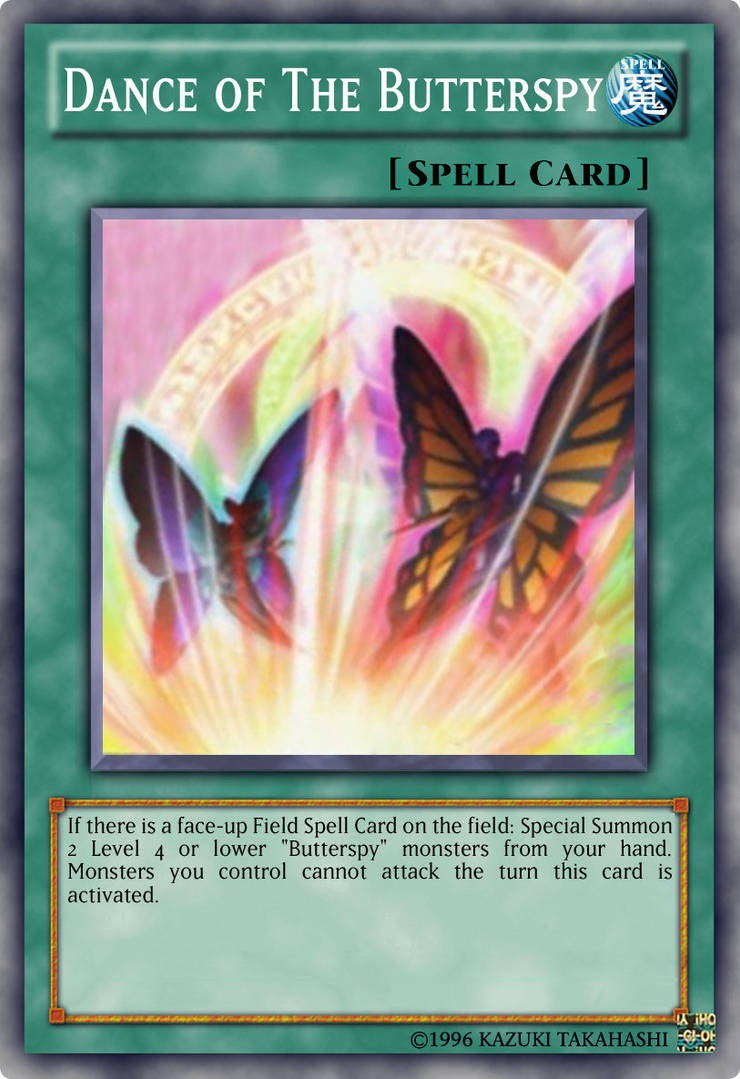 DANCE OF THE BUTTERSPY
SPELL
魔
[SPELL CARD]
If there is a face-up Field Spell Card on the field: Special Summon
2 Level 4 or lower "Butterspy" monsters from your hand.
Monsters you control cannot attack the turn this card is
activated.
©1996 KAZUKI TAKAHASHI